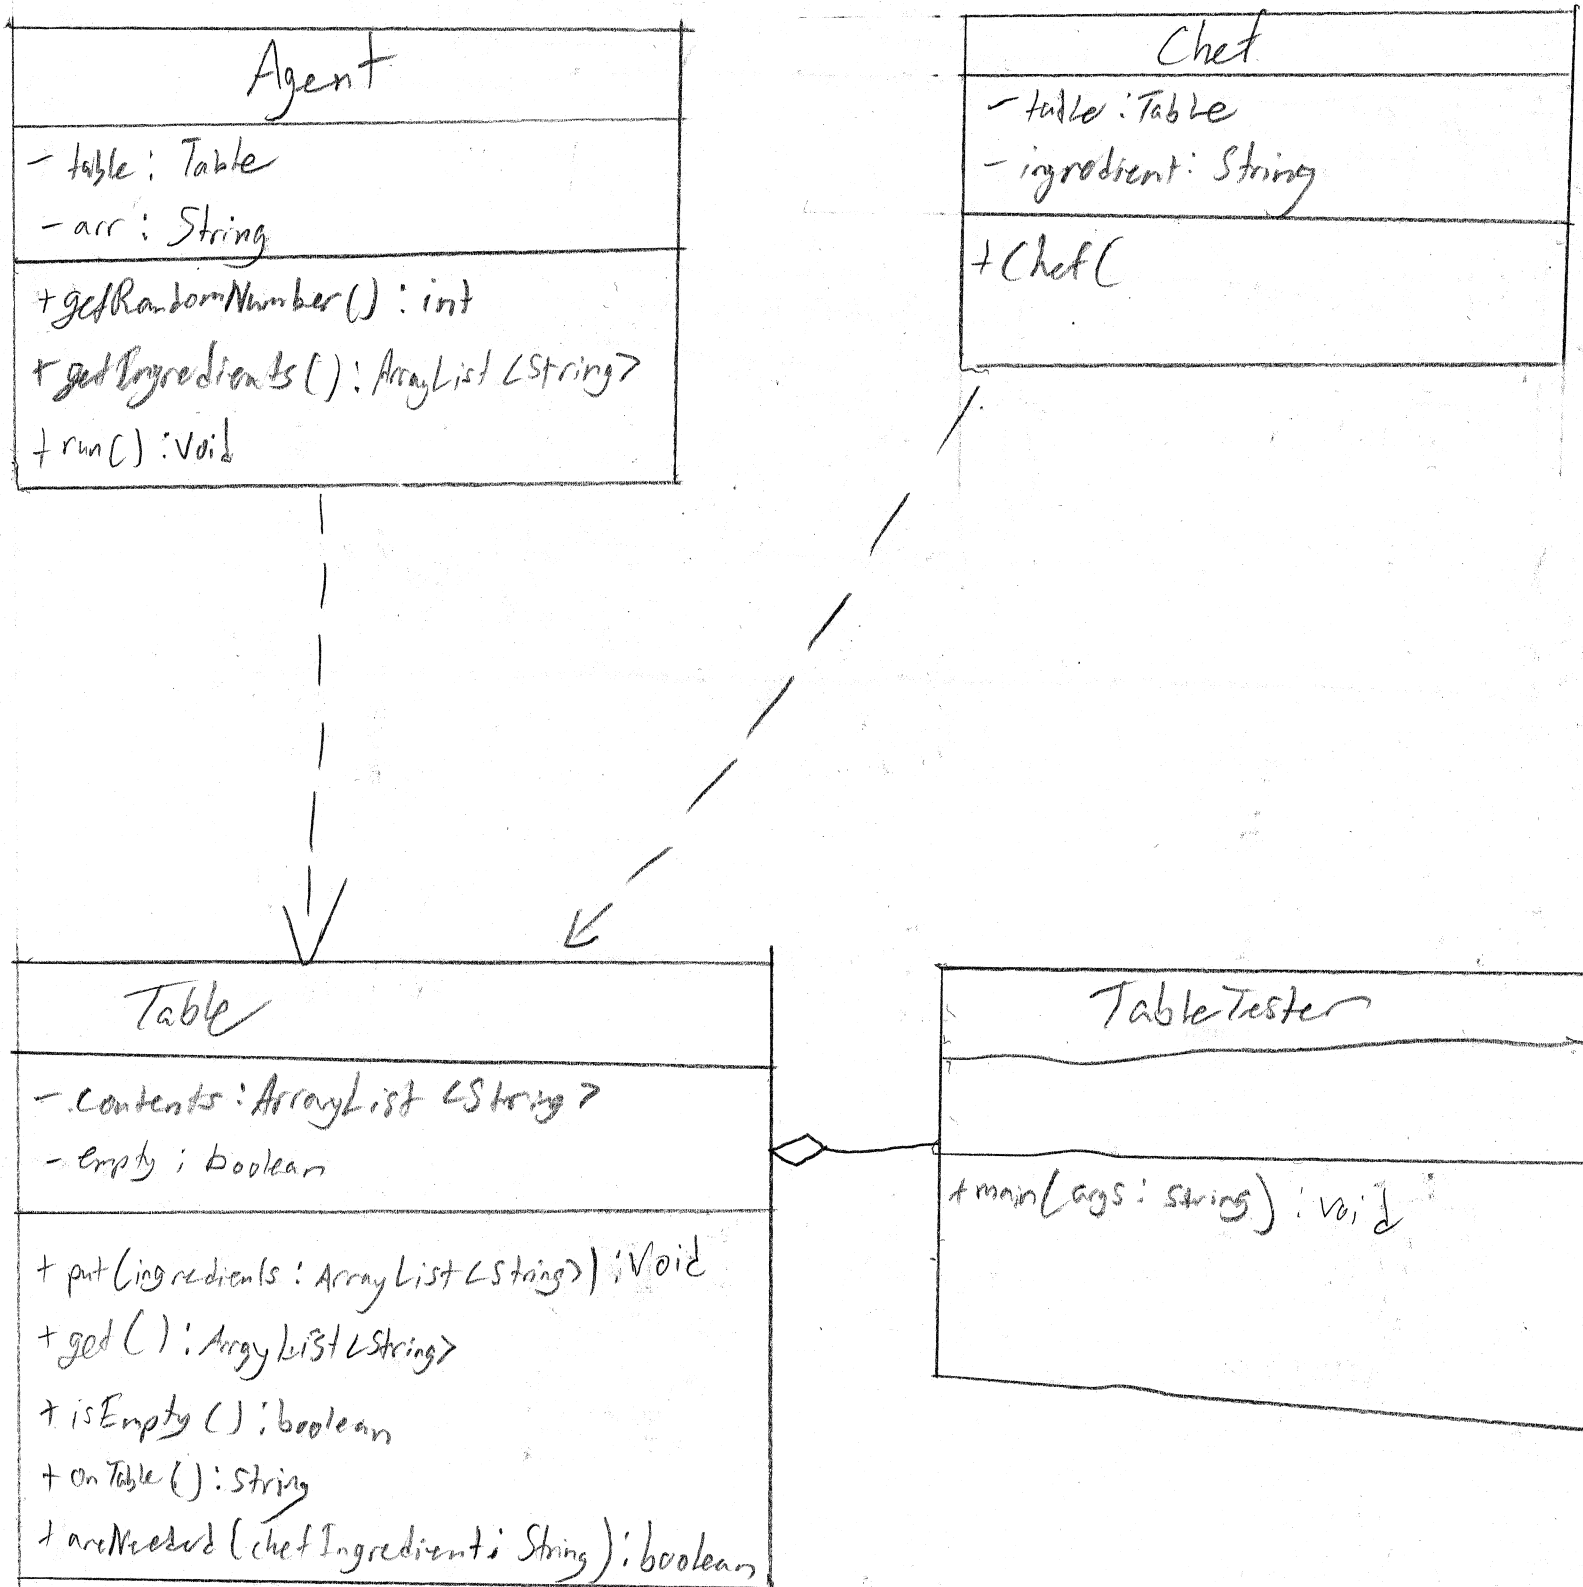 Agent
- table : Table
- arr : String
+ getRandomNumber() : int
+ getIngredients() : ArrayList <String>
+ run() : Void
Chef
- table : Table
- ingredient : String
+ Chef(
Table
- contents : ArrayList <String>
- empty : boolean
+ put(ingredients : ArrayList<String>) : Void
+ get() : ArrayList<String>
+ isEmpty() : boolean
+ onTable() : String
+ areNeeded(chefIngredient : String) : boolean
TableTester
+ main(args : String) : Void